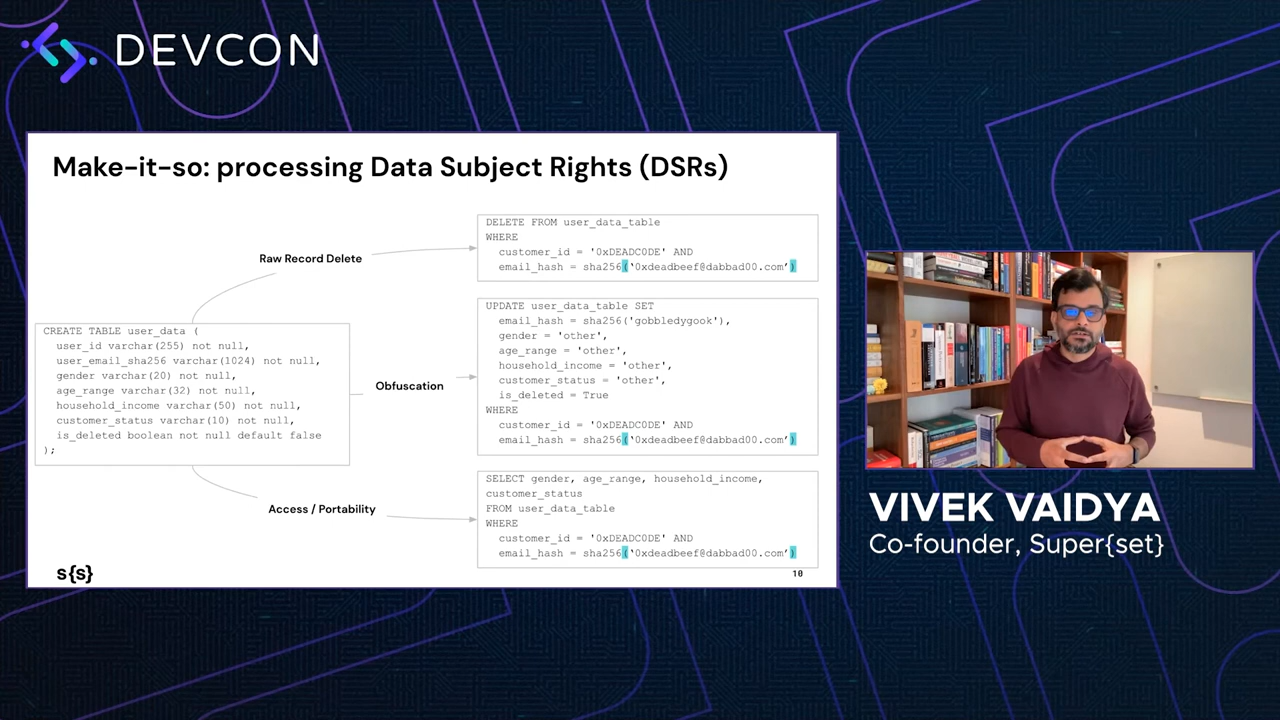 DEVCON
Make-it-so: processing Data Subject Rights (DSRs)
Raw Record Delete
DELETE FROM user_data_table
WHERE
customer_id = '0xDEADC0DE' AND
email_hash = sha256('0xdeadbeef@dabbad00.com’)
CREATE TABLE user_data (
user_id varchar(255) not null,
user_email_sha256 varchar(1024) not null,
gender varchar(20) not null,
age_range varchar(32) not null,
household_income varchar(50) not null,
customer_status varchar(10) not null,
is_deleted boolean not null default false
);
Obfuscation
UPDATE user_data_table SET
email_hash = sha256('gobbledygook'),
gender = 'other',
age_range = 'other',
household_income = 'other',
customer_status = 'other',
is_deleted = True
WHERE
customer_id = '0xDEADC0DE' AND
email_hash = sha256('0xdeadbeef@dabbad00.com’)
Access / Portability
SELECT gender, age_range, household_income,
customer_status
FROM user_data_table
WHERE
customer_id = '0xDEADC0DE' AND
email_hash = sha256('0xdeadbeef@dabbad00.com’)
s{s}
10
VIVEK VAIDYA
Co-founder, Super{set}